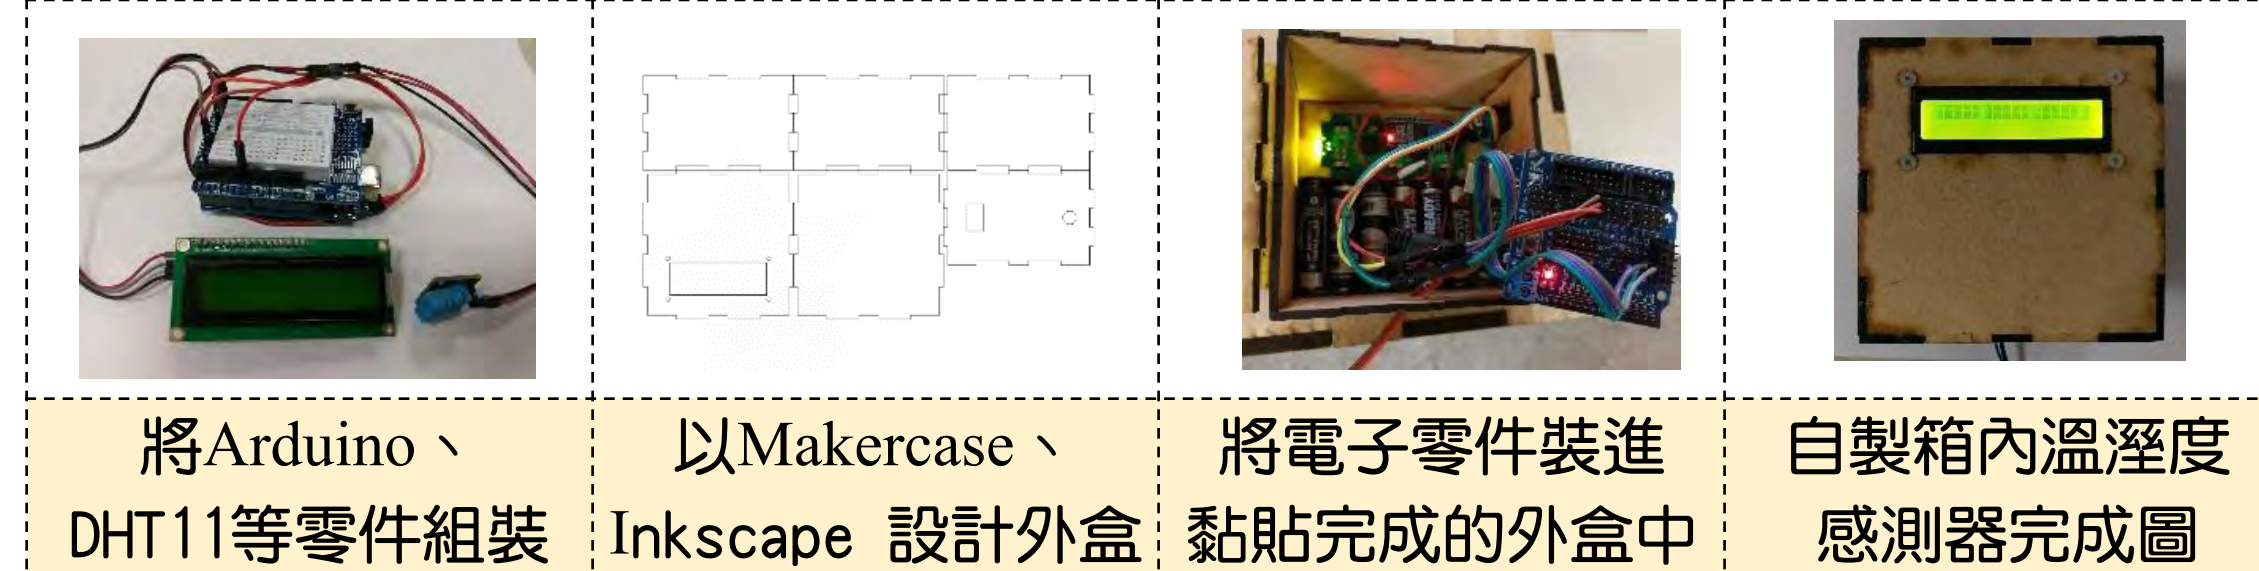 將Arduino、
DHT11等零件組裝
以Makercase、
Inkscape 設計外盒
將電子零件裝進
黏貼完成的外盒中
自製箱內溫溼度
感測器完成圖
READY